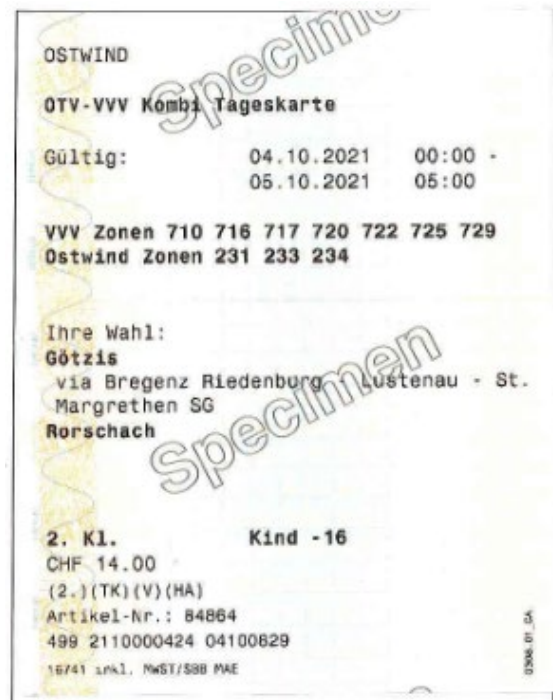 Specimen
OSTWIND
OTV-VVV Kombi Tageskarte
Gültig: 04.10.2021 00:00 -
05.10.2021 05:00
VVV Zonen 710 716 717 720 722 725 729
Ostwind Zonen 231 233 234
Ihre Wahl:
Götzis
via Bregenz Riedenburg - Lustenau - St.
Margrethen SG
Rorschach
Specimen
2. Kl. Kind -16
CHF 14.00
(2.)(TK)(V)(HA)
Artikel-Nr.: 84864
499 2110000424 04100829
16741 inkl. MWST/SBB MAE
0306.01_CA